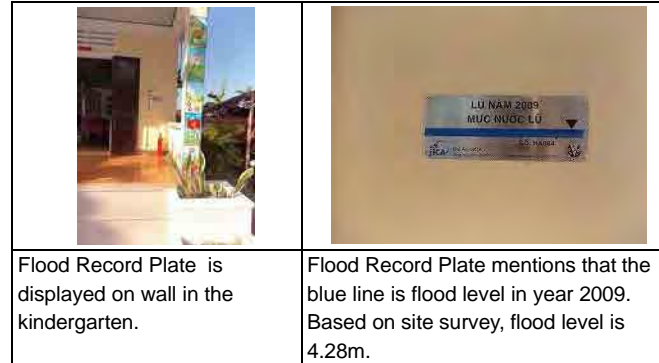 LŨ NĂM 2009
MỰC NƯỚC LŨ
jica
Flood Record Plate is
displayed on wall in the
kindergarten.
Flood Record Plate mentions that the
blue line is flood level in year 2009.
Based on site survey, flood level is
4.28m.